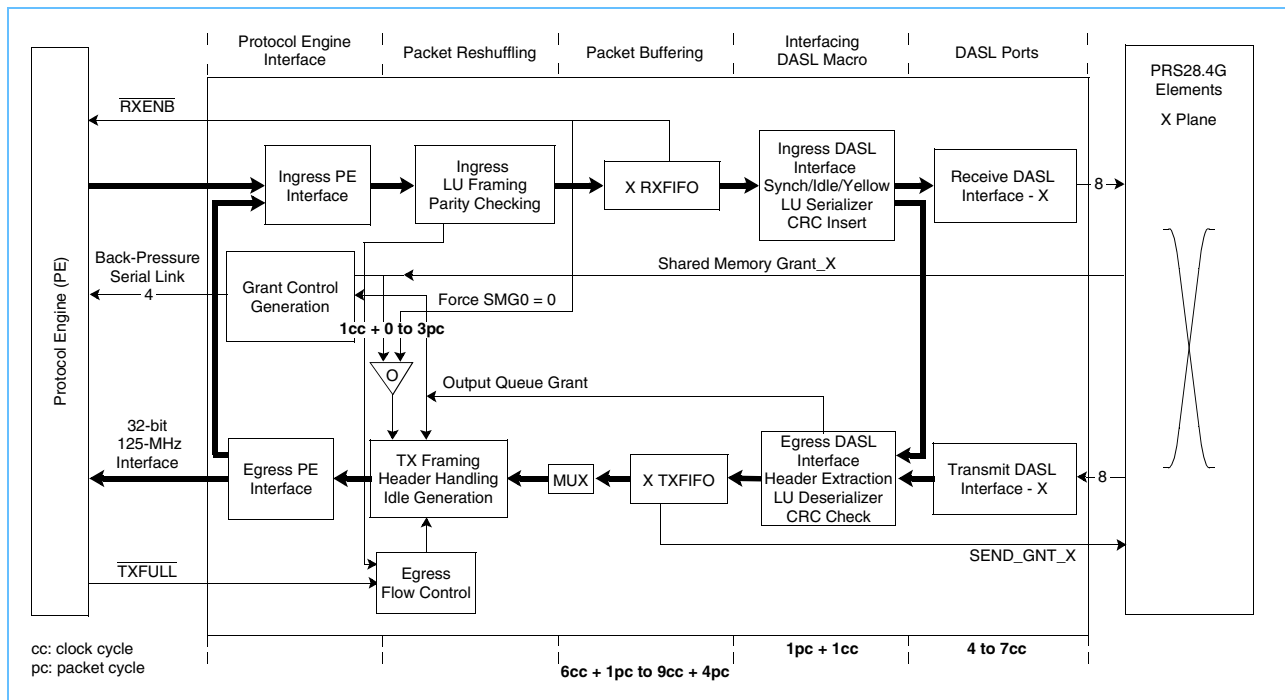 Protocol Engine
Interface
Packet Reshuffling
Packet Buffering
Interfacing
DASL Macro
DASL Ports
Protocol Engine (PE)
PRS28.4G
Elements
X Plane
RXENB
Ingress PE
Interface
Ingress
LU Framing
Parity Checking
X RXFIFO
Ingress DASL
Interface
Synch/Idle/Yellow
LU Serializer
CRC Insert
Receive DASL
Interface - X
8
Back-Pressure
Serial Link
4
Grant Control
Generation
Shared Memory Grant_X
Force SMG0 = 0
1cc + 0 to 3pc
O
Output Queue Grant
32-bit
125-MHz
Interface
Egress PE
Interface
TX Framing
Header Handling
Idle Generation
MUX
X TXFIFO
Egress DASL
Interface
Header Extraction
LU Deserializer
CRC Check
Transmit DASL
Interface - X
8
SEND_GNT_X
TXFULL
Egress
Flow Control
cc: clock cycle
pc: packet cycle
6cc + 1pc to 9cc + 4pc
1pc + 1cc
4 to 7cc